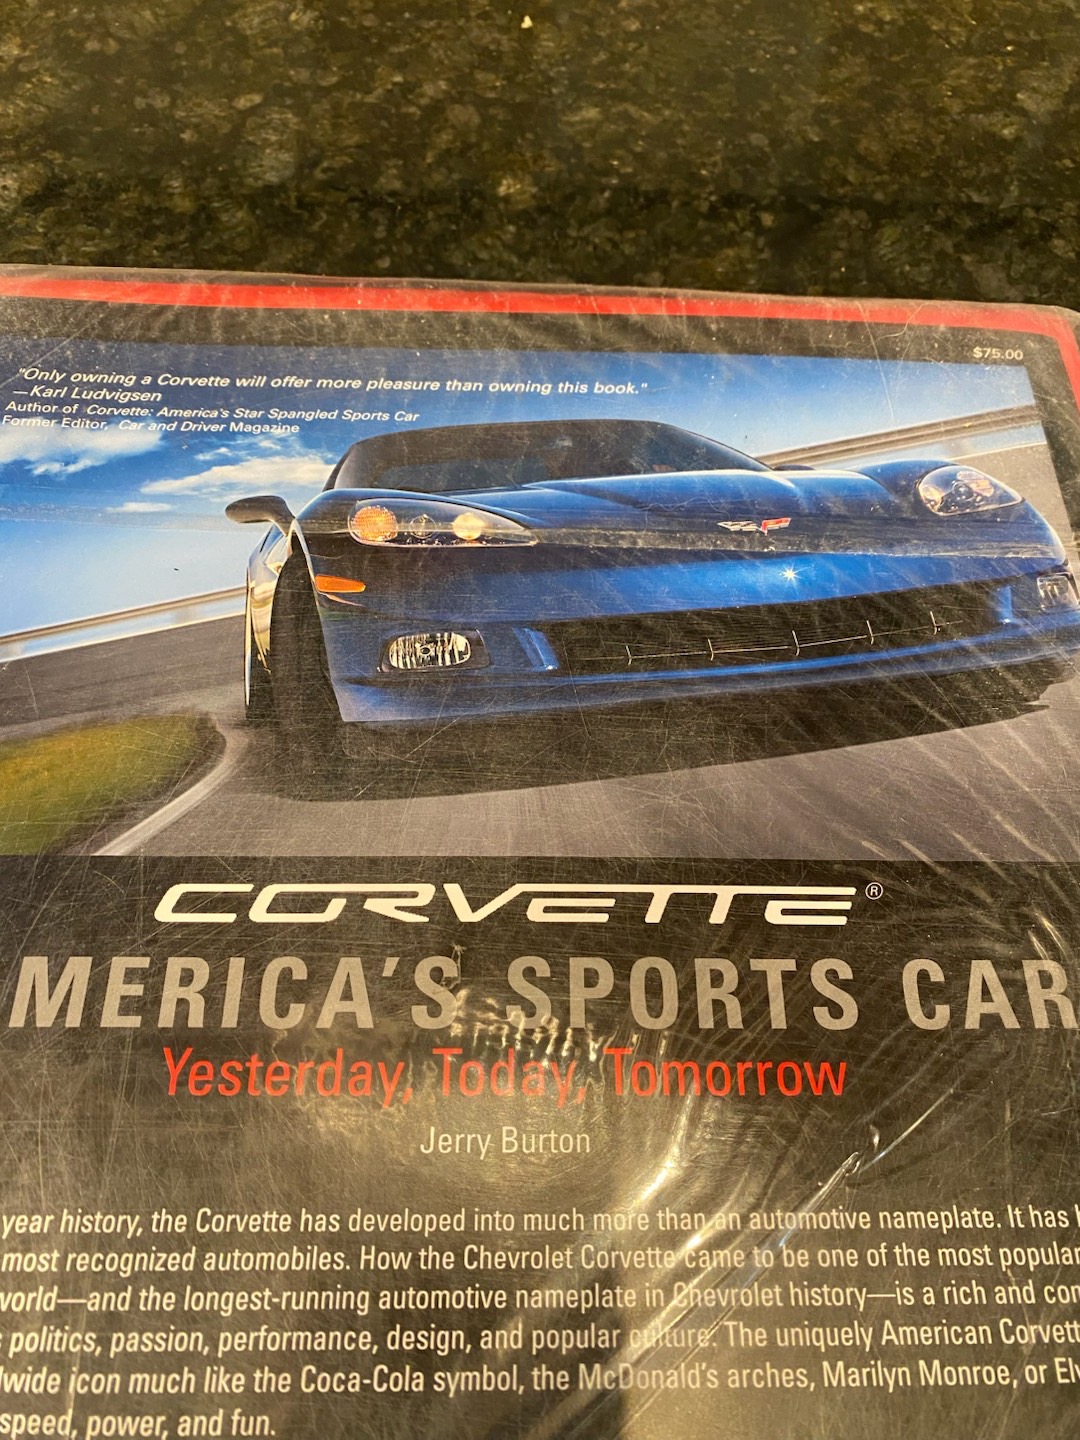 $75.00
"Only owning a Corvette will offer more pleasure than owning this book."
—Karl Ludvigsen
Author of Corvette: America's Star Spangled Sports Car
Former Editor, Car and Driver Magazine
CORVETTE®
MERICA'S SPORTS CAR
Yesterday, Today, Tomorrow
Jerry Burton
year history, the Corvette has developed into much more than an automotive nameplate. It has
most recognized automobiles. How the Chevrolet Corvette came to be one of the most popular
world—and the longest-running automotive nameplate in Chevrolet history—is a rich and
politics, passion, performance, design, and popular culture. The uniquely American
wide icon much like the Coca-Cola symbol, the McDonald's arches, Marilyn Monroe, or
speed, power, and fun.